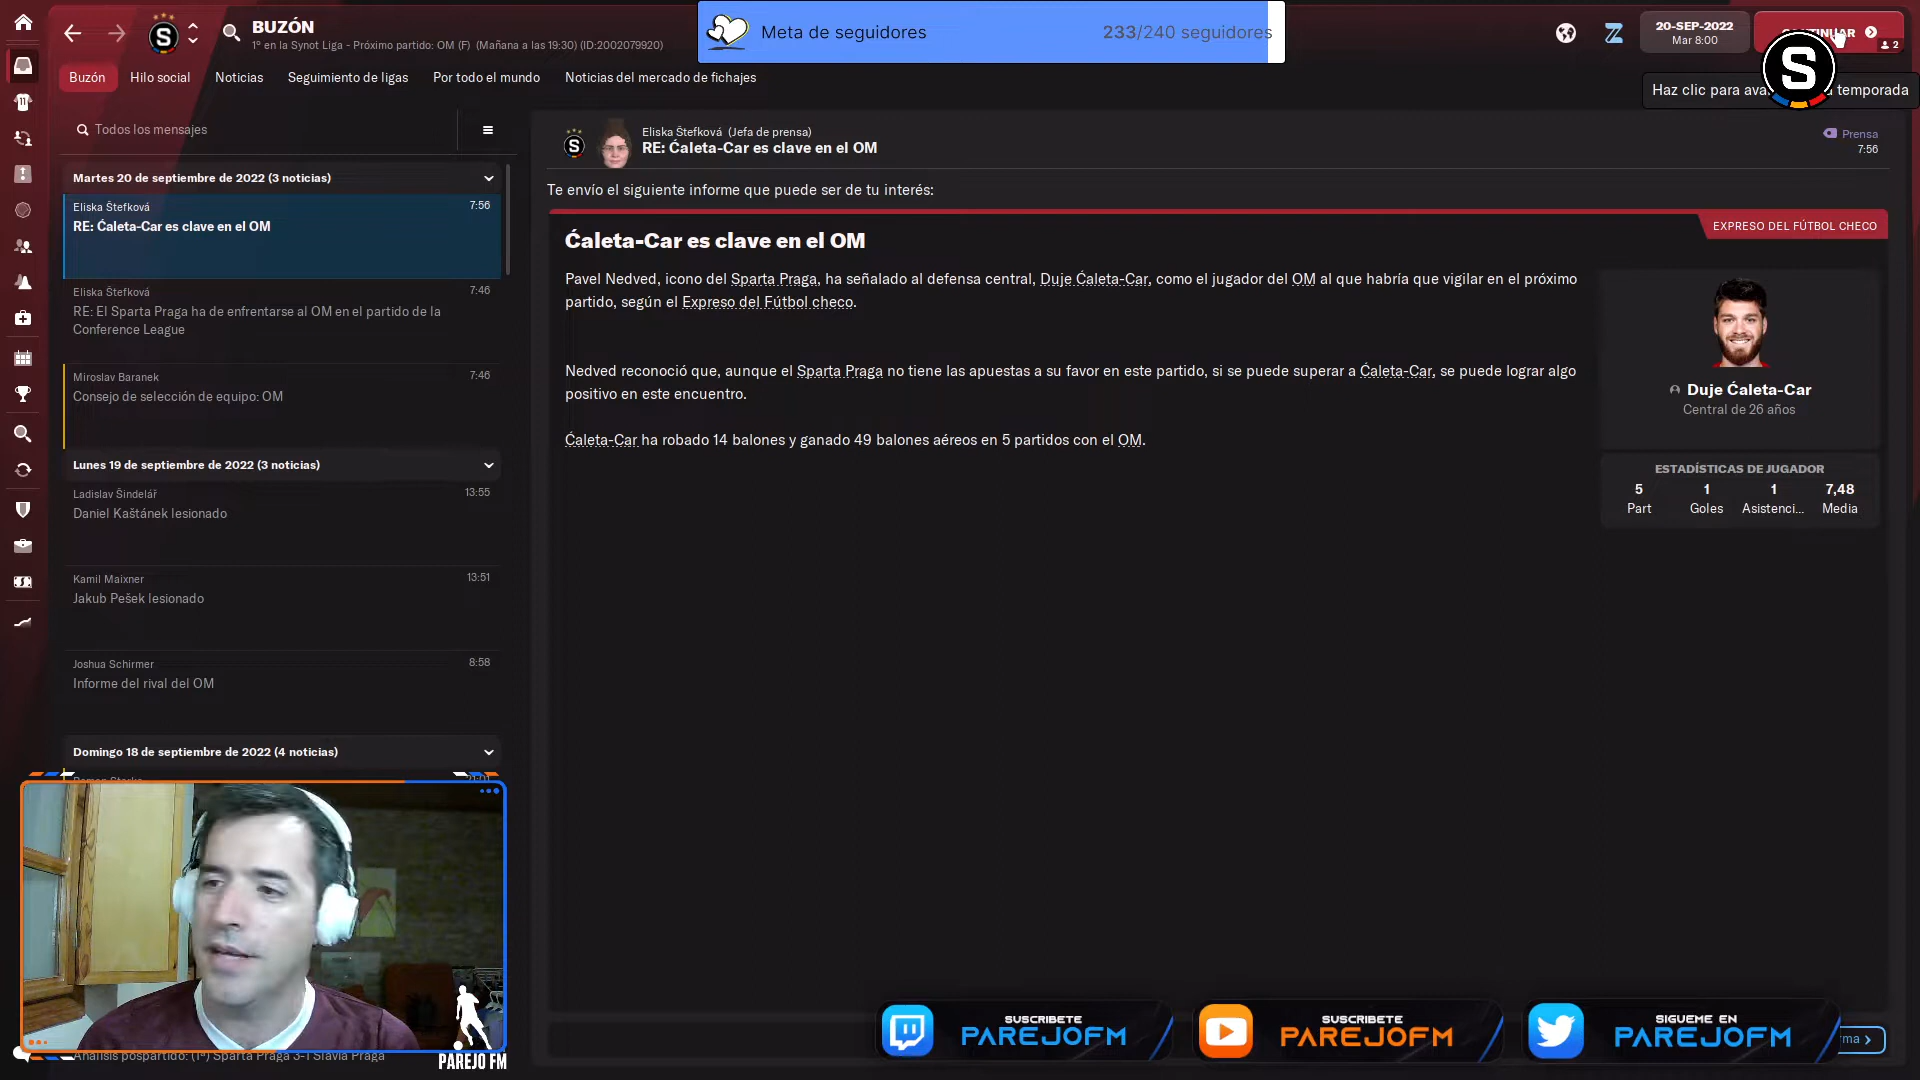 BUZÓN
1º en la Synot Liga - Próximo partido: OM (F) (Mañana a las 19:30) (ID:2002079920)
Meta de seguidores
233/240 seguidores
20-SEP-2022
Mar 8:00
2
Haz clic para
temporada
S
Buzón
Hilo social
Noticias
Seguimiento de ligas
Por todo el mundo
Noticias del mercado de fichajes
Todos los mensajes
Martes 20 de septiembre de 2022 (3 noticias)
Eliska Štefková
7:56
RE: Ćaleta-Car es clave en el OM
Eliska Štefková
7:46
RE: El Sparta Praga ha de enfrentarse al OM en el partido de la
Conference League
Miroslav Baranek
7:46
Consejo de selección de equipo: OM
Lunes 19 de septiembre de 2022 (3 noticias)
Ladislav Šindelář
13:55
Daniel Kaštánek lesionado
Kamil Maixner
13:51
Jakub Pešek lesionado
Joshua Schirmer
8:58
Informe del rival del OM
Domingo 18 de septiembre de 2022 (4 noticias)
Análisis pospartido: (1º) Sparta Praga 3-1 Slavia Praga
PAREJO FM
Eliska Štefková (Jefa de prensa)
RE: Ćaleta-Car es clave en el OM
Prensa
7:56
Te envío el siguiente informe que puede ser de tu interés:
EXPRESO DEL FÚTBOL CHECO
Ćaleta-Car es clave en el OM
Pavel Nedved, icono del Sparta Praga, ha señalado al defensa central, Duje Ćaleta-Car, como el jugador del OM al que habría que vigilar en el próximo
partido, según el Expreso del Fútbol checo.
Nedved reconoció que, aunque el Sparta Praga no tiene las apuestas a su favor en este partido, si se puede superar a Ćaleta-Car, se puede lograr algo
positivo en este encuentro.
Ćaleta-Car ha robado 14 balones y ganado 49 balones aéreos en 5 partidos con el OM.
Duje Ćaleta-Car
Central de 26 años
ESTADÍSTICAS DE JUGADOR
5 1 1 7,48
Part Goles Asistenci... Media
SUSCRIBETE
PAREJOFM
SUSCRIBETE
PAREJOFM
SIGUEME EN
PAREJOFM